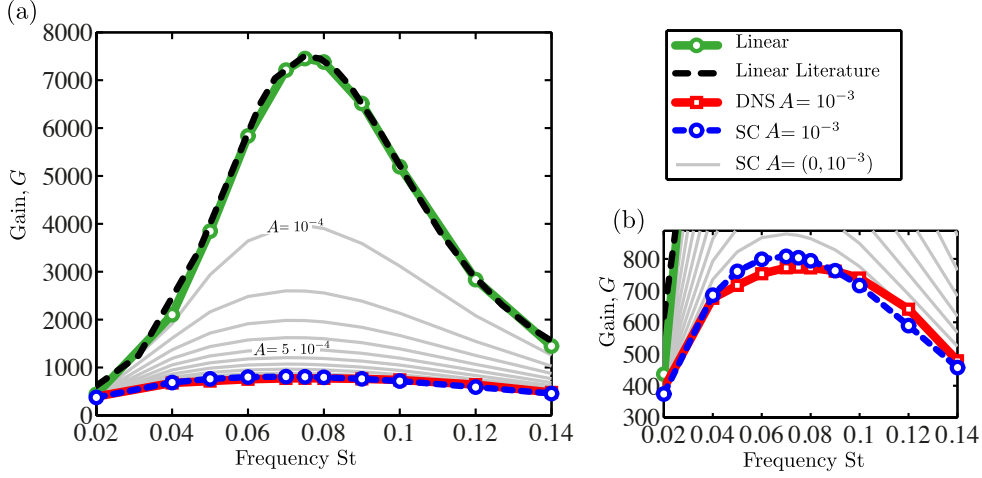 (a)
8000
7000
6000
5000
4000
3000
2000
1000
0
Gain, G
A = 10⁻⁴
A = 5 · 10⁻⁴
0.02 0.04 0.06 0.08 0.1 0.12 0.14
Frequency St
Linear
Linear Literature
DNS A = 10⁻³
SC A = 10⁻³
SC A = (0, 10⁻³)
(b)
800
700
600
500
400
300
Gain, G
0.02 0.04 0.06 0.08 0.1 0.12 0.14
Frequency St